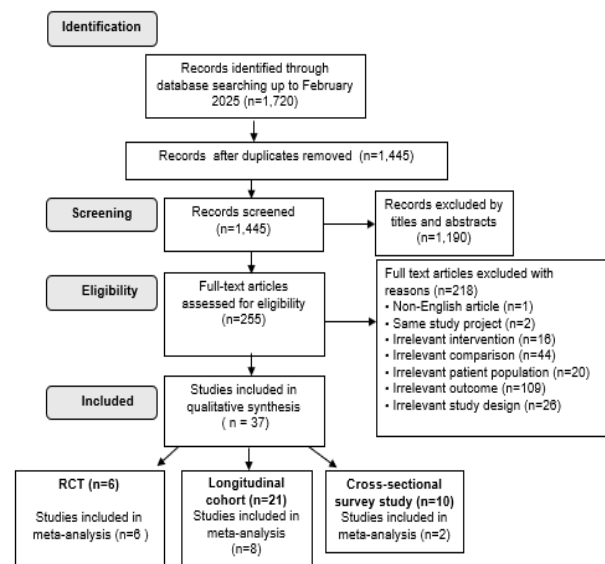 Identification
Records identified through
database searching up to February
2025 (n=1,720)
Records after duplicates removed (n=1,445)
Screening
Records screened
(n=1,445)
Records excluded by
titles and abstracts
(n=1,190)
Eligibility
Full-text articles
assessed for eligibility
(n=255)
Full text articles excluded with
reasons (n=218)
• Non-English article (n=1)
• Same study project (n=2)
• Irrelevant intervention (n=16)
• Irrelevant comparison (n=44)
• Irrelevant patient population (n=20)
• Irrelevant outcome (n=109)
• Irrelevant study design (n=26)
Included
Studies included in
qualitative synthesis
( n = 37)
RCT (n=6)
Studies included in
meta-analysis (n=6 )
Longitudinal
cohort (n=21)
Studies included in
meta-analysis
(n=8)
Cross-sectional
survey study (n=10)
Studies included in
meta-analysis (n=2)